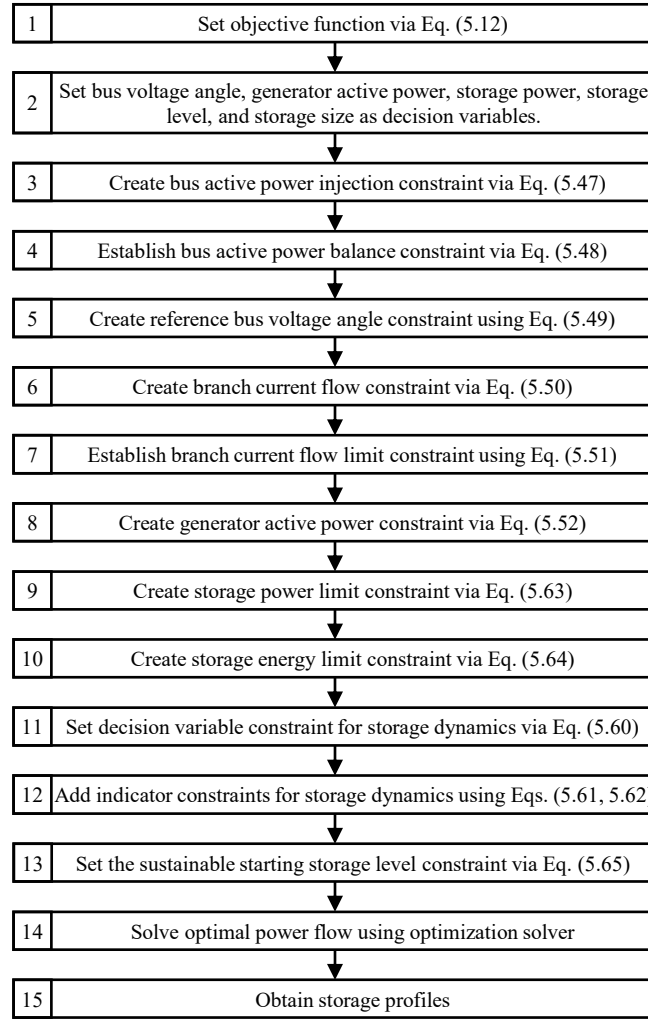 1 Set objective function via Eq. (5.12)
2 Set bus voltage angle, generator active power, storage power, storage
level, and storage size as decision variables.
3 Create bus active power injection constraint via Eq. (5.47)
4 Establish bus active power balance constraint via Eq. (5.48)
5 Create reference bus voltage angle constraint using Eq. (5.49)
6 Create branch current flow constraint via Eq. (5.50)
7 Establish branch current flow limit constraint using Eq. (5.51)
8 Create generator active power constraint via Eq. (5.52)
9 Create storage power limit constraint via Eq. (5.63)
10 Create storage energy limit constraint via Eq. (5.64)
11 Set decision variable constraint for storage dynamics via Eq. (5.60)
12 Add indicator constraints for storage dynamics using Eqs. (5.61, 5.62)
13 Set the sustainable starting storage level constraint via Eq. (5.65)
14 Solve optimal power flow using optimization solver
15 Obtain storage profiles